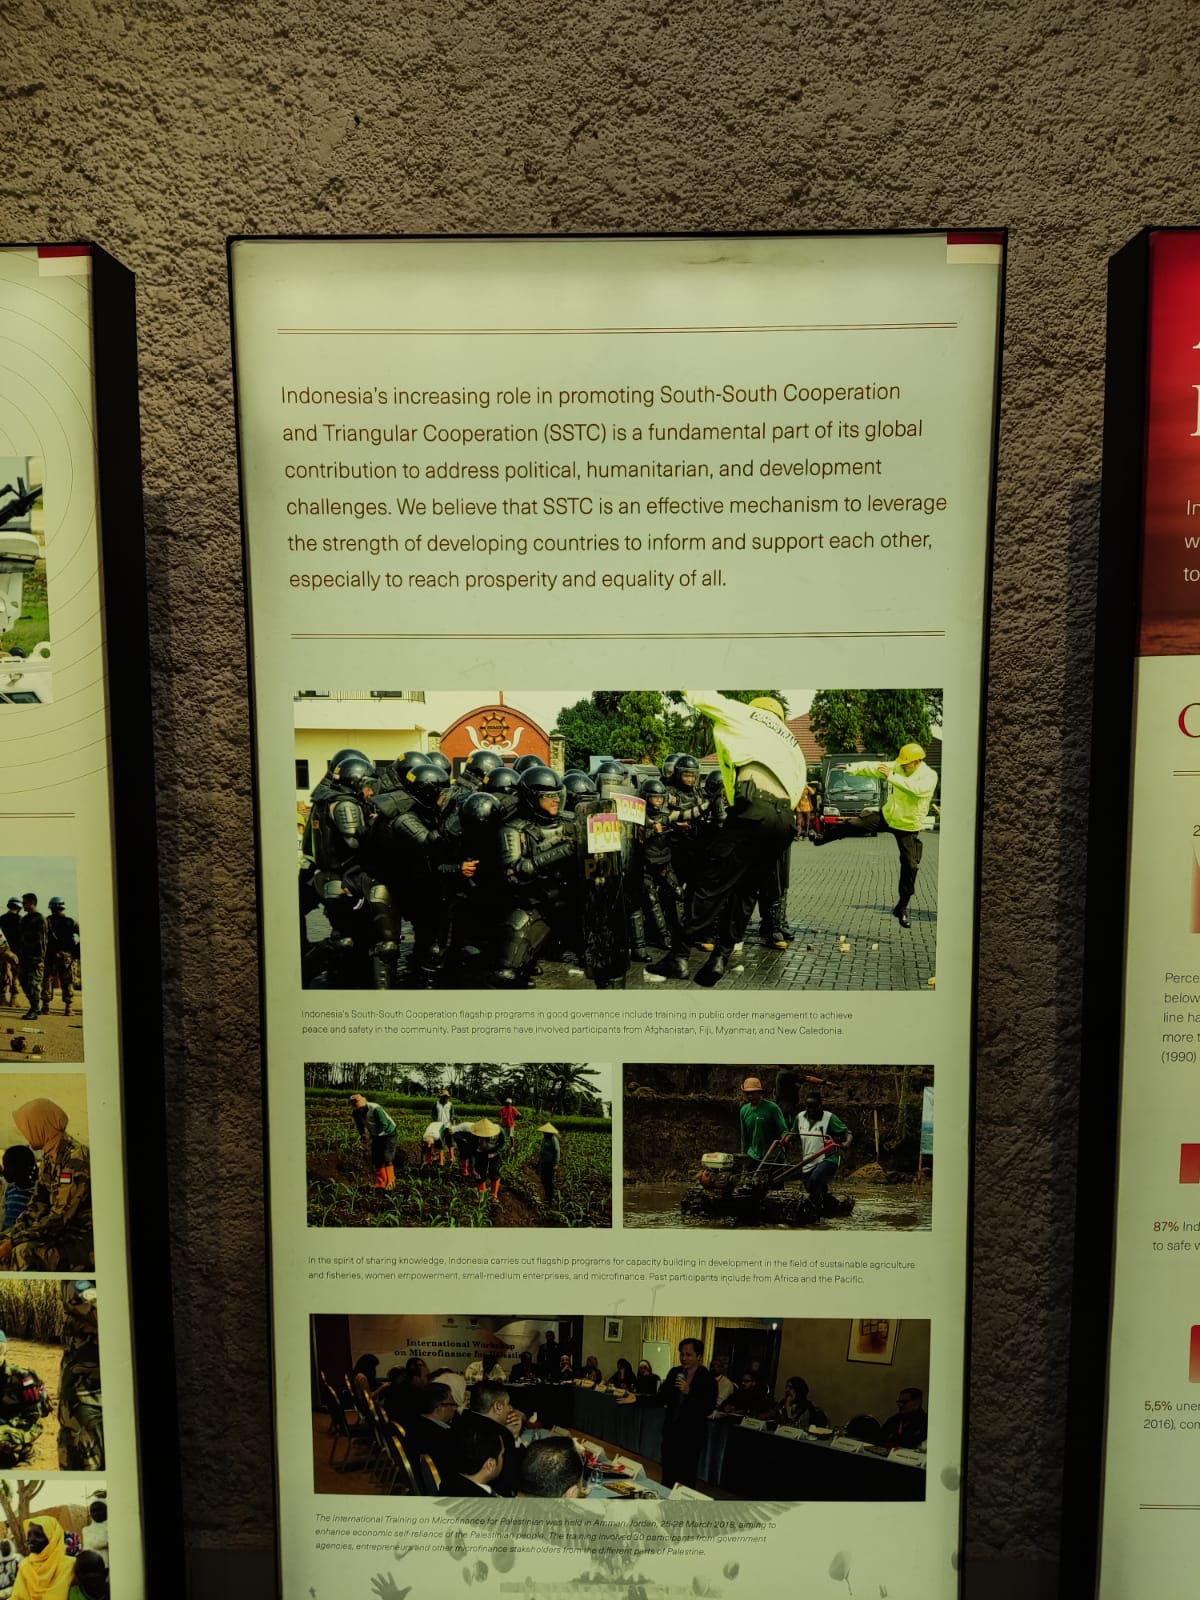 Indonesia's increasing role in promoting South-South Cooperation
and Triangular Cooperation (SSTC) is a fundamental part of its global
contribution to address political, humanitarian, and development
challenges. We believe that SSTC is an effective mechanism to leverage
the strength of developing countries to inform and support each other,
especially to reach prosperity and equality of all.
DEMONSTRAN
POLISI
POLISI
Indonesia's South-South Cooperation flagship programs in good governance include training in public order management to achieve
peace and safety in the community. Past programs have involved participants from Afghanistan, Fiji, Myanmar, and New Caledonia.
In the spirit of sharing knowledge, Indonesia carries out flagship programs for capacity building in development in the field of sustainable agriculture
and fisheries, women empowerment, small-medium enterprises, and microfinance. Past participants include from Africa and the Pacific.
International Workshop
on Microfinance for Palestine
The International Training on Microfinance for Palestinian was held in Amman, Jordan, 25-28 March 2018, aiming to
enhance economic self-reliance of the Palestinian people. The training involved 20 participants from government
agencies, entrepreneurs and other microfinance stakeholders from the different parts of Palestine.
In
w
to
C
2
Perce
below
line ha
more t
(1990)
87% Ind
to safe w
5,5% unem
2016), com